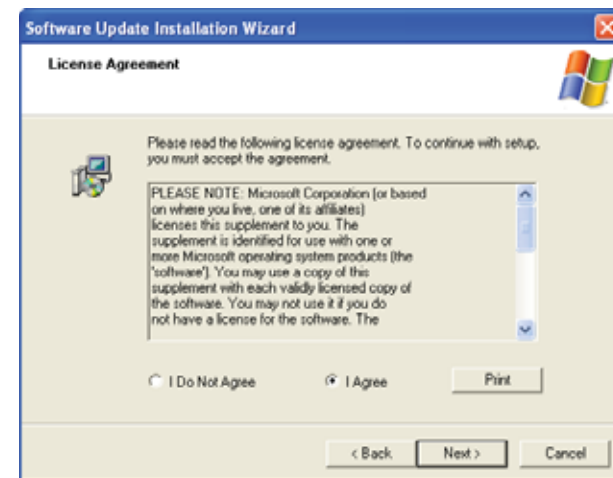 Software Update Installation Wizard
License Agreement
Please read the following license agreement. To continue with setup,
you must accept the agreement.
PLEASE NOTE: Microsoft Corporation (or based
on where you live, one of its affiliates)
licenses this supplement to you. The
supplement is identified for use with one or
more Microsoft operating system products (the
'software'). You may use a copy of this
supplement with each validly licensed copy of
the software. You may not use it if you do
not have a license for the software. The
I Do Not Agree
I Agree
Print
< Back
Next >
Cancel